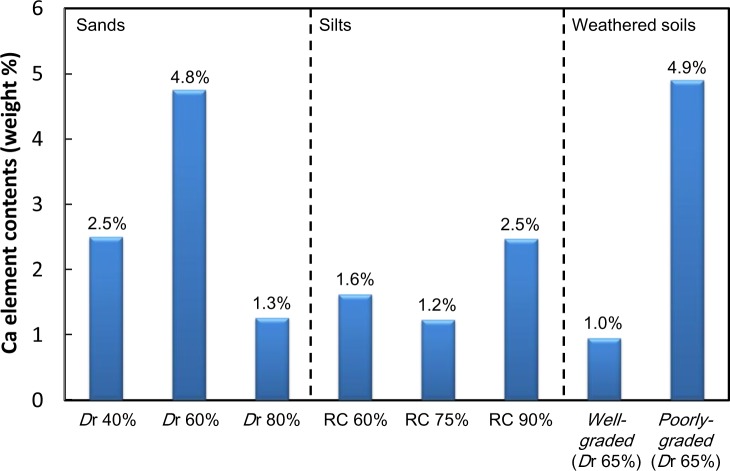 Sands
Silts
Weathered soils
Ca element contents (weight %)
6
5
4
3
2
1
0
2.5%
4.8%
1.3%
1.6%
1.2%
2.5%
1.0%
4.9%
Dr 40%
Dr 60%
Dr 80%
RC 60%
RC 75%
RC 90%
Well-
graded
(Dr 65%)
Poorly-
graded
(Dr 65%)